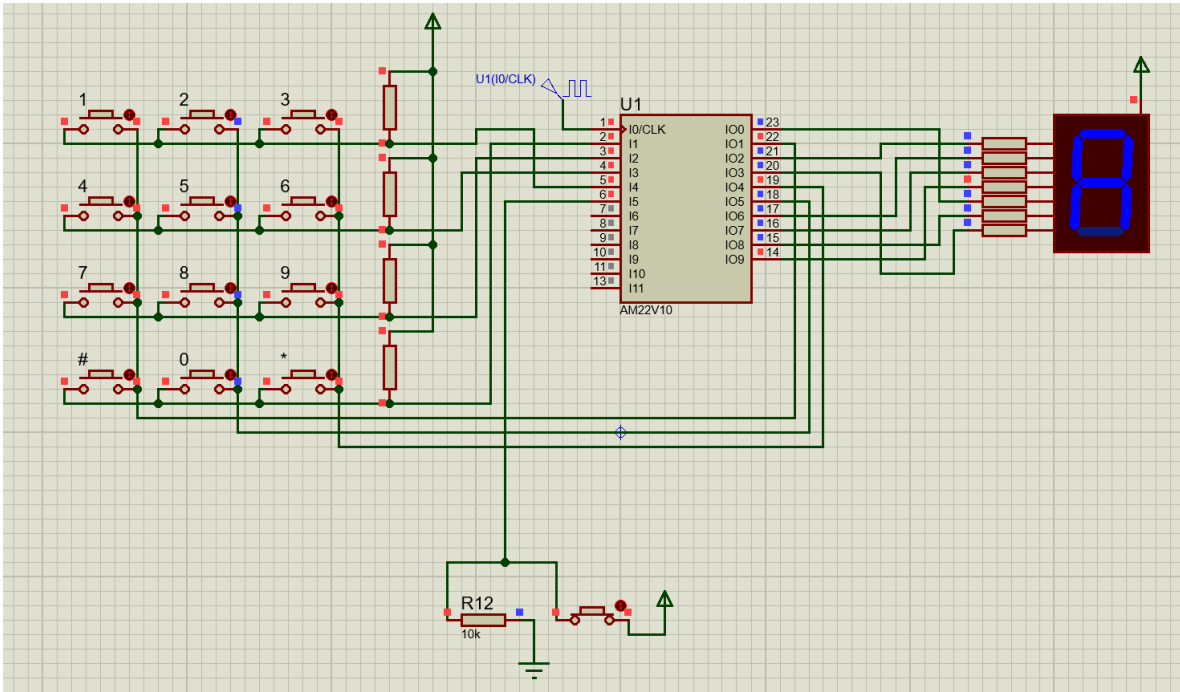 U1(I0/CLK)
U1
1 2 3
4 5 6
7 8 9
# 0 *
1 I0/CLK IO0 23
2 I1 IO1 22
3 I2 IO2 21
4 I3 IO3 20
5 I4 IO4 19
6 I5 IO5 18
7 I6 IO6 17
8 I7 IO7 16
9 I8 IO8 15
10 I9 IO9 14
11 I10
13 I11
AM22V10
R12
10k